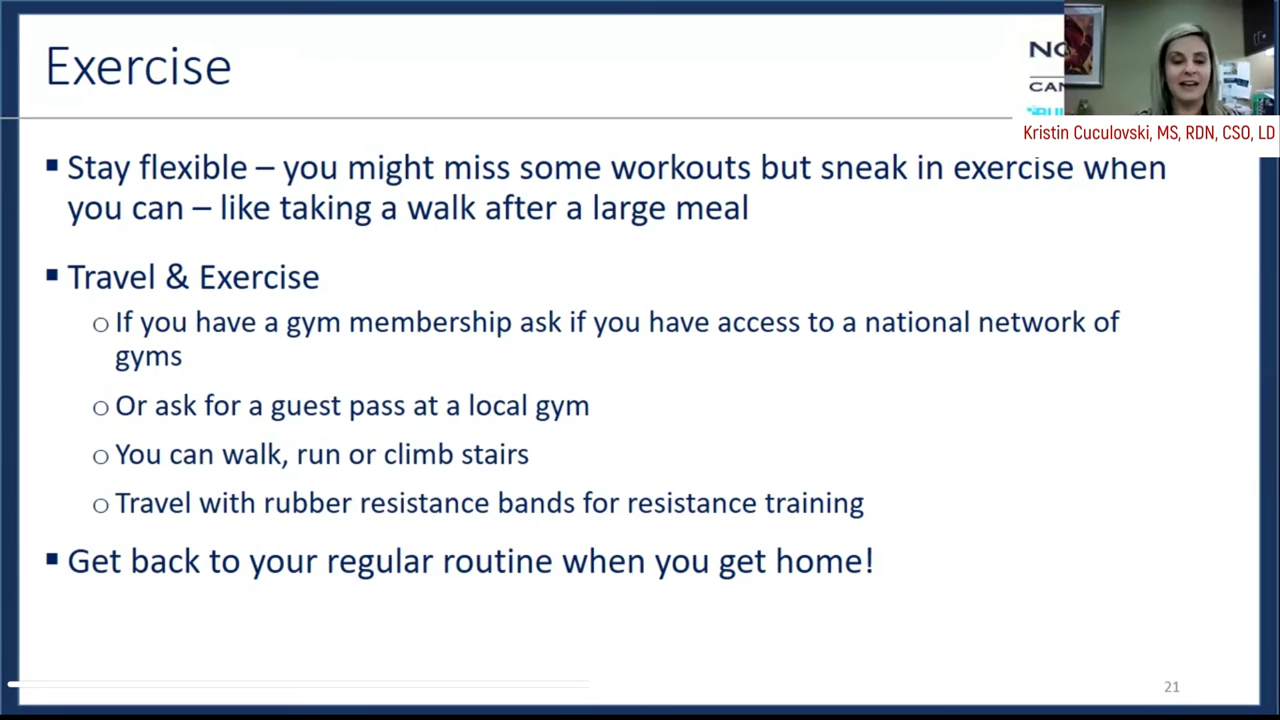 Exercise
Kristin Cuculovski, MS, RDN, CSO, LD
▪ Stay flexible – you might miss some workouts but sneak in exercise when
you can – like taking a walk after a large meal
▪ Travel & Exercise
○ If you have a gym membership ask if you have access to a national network of
gyms
○ Or ask for a guest pass at a local gym
○ You can walk, run or climb stairs
○ Travel with rubber resistance bands for resistance training
▪ Get back to your regular routine when you get home!
21